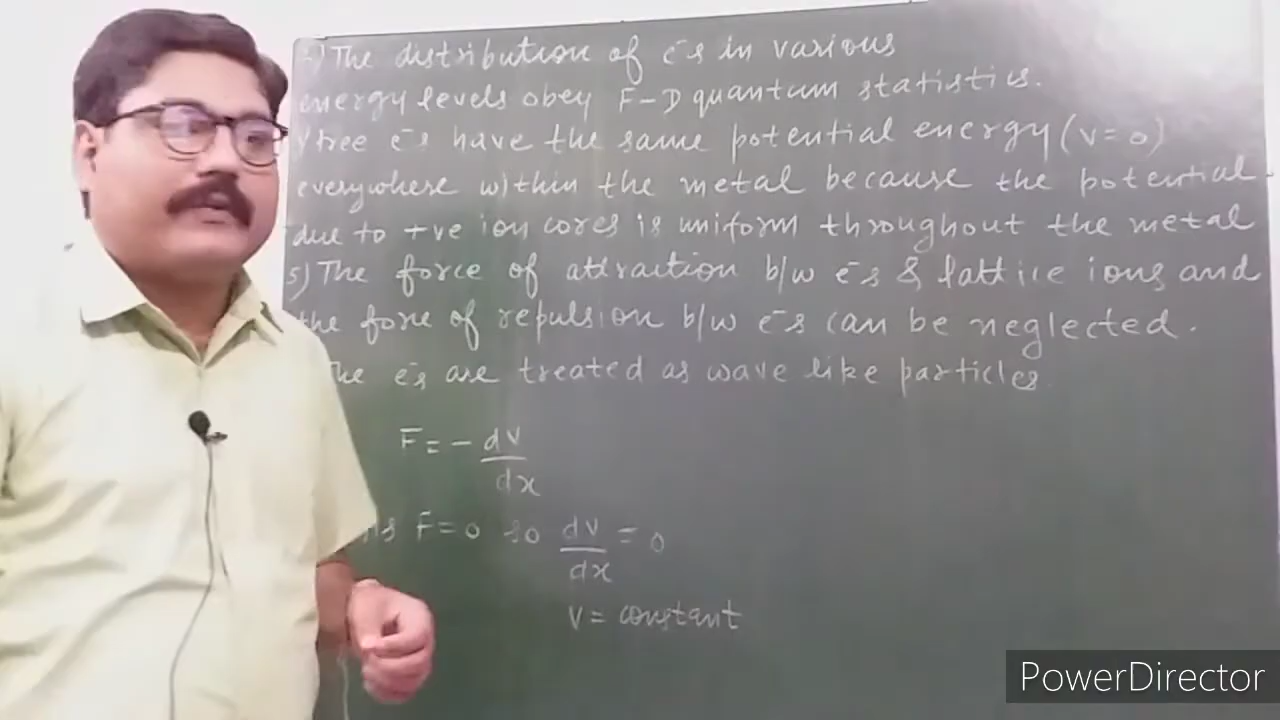 ) The distribution of e⁻s in various
energy levels obey F-D quantum statistics.
free e⁻s have the same potential energy (v=0)
everywhere within the metal because the potential
due to +ve ion cores is uniform throughout the metal
5) The force of attraction b/w e⁻s & lattice ions and
the force of repulsion b/w e⁻s can be neglected.
The e⁻s are treated as wave like particles
F = - dv/dx
As F=0 so dv/dx = 0
v = constant
PowerDirector